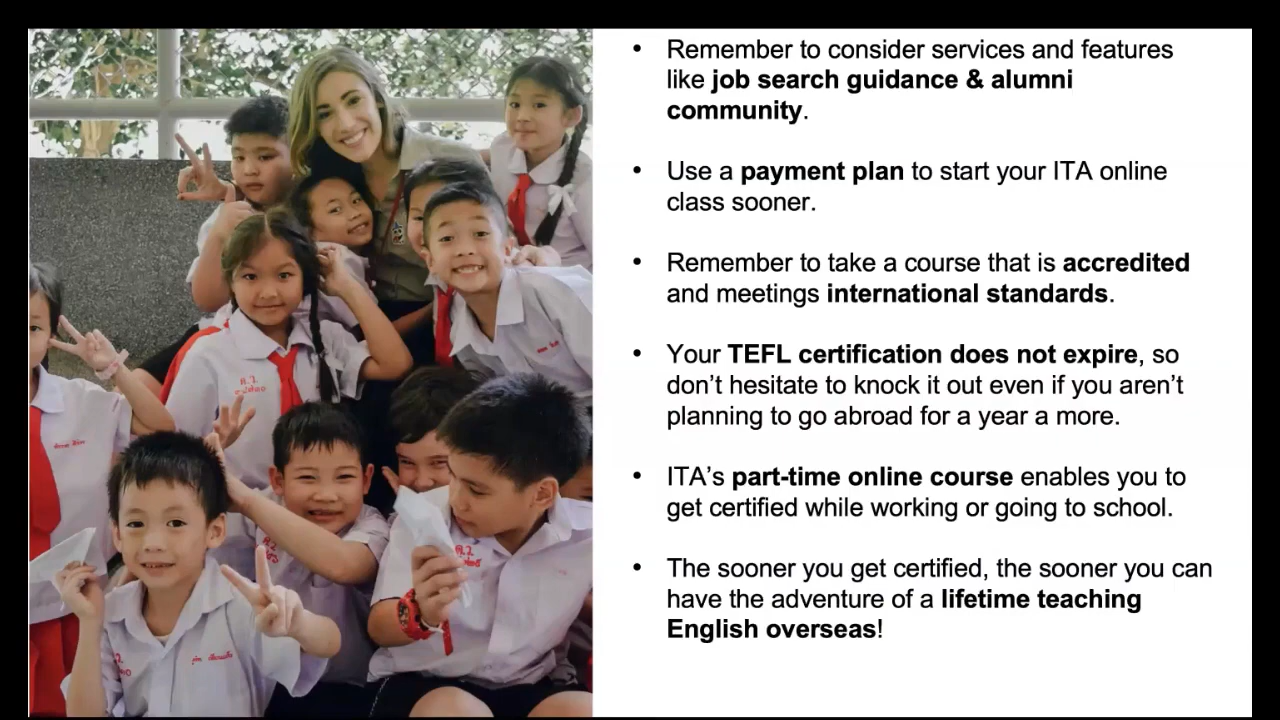 • Remember to consider services and features
like job search guidance & alumni
community.
• Use a payment plan to start your ITA online
class sooner.
• Remember to take a course that is accredited
and meetings international standards.
• Your TEFL certification does not expire, so
don’t hesitate to knock it out even if you aren’t
planning to go abroad for a year a more.
• ITA’s part-time online course enables you to
get certified while working or going to school.
• The sooner you get certified, the sooner you can
have the adventure of a lifetime teaching
English overseas!